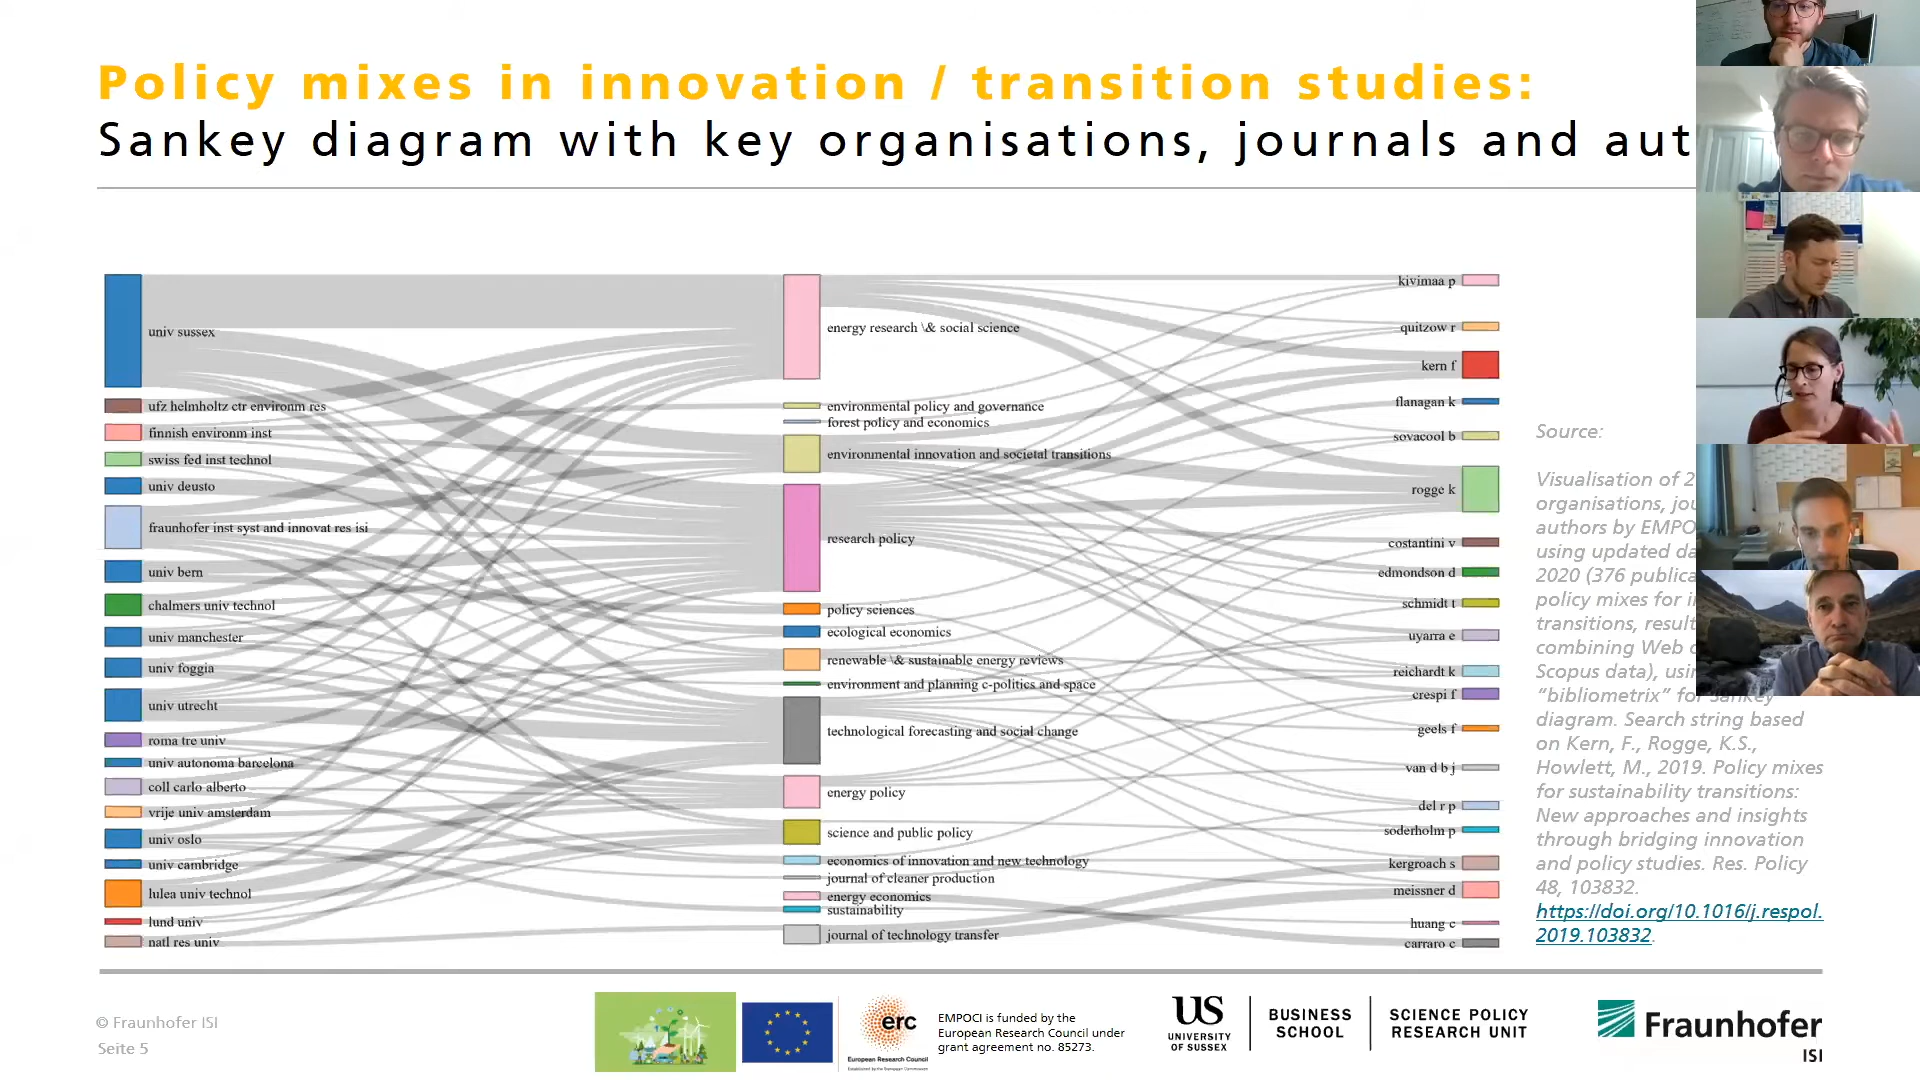 Policy mixes in innovation / transition studies:
Sankey diagram with key organisations, journals and aut
univ sussex
ufz helmholtz ctr environm res
finnish environm inst
swiss fed inst technol
univ deusto
fraunhofer inst syst and innovat res isi
univ bern
chalmers univ technol
univ manchester
univ foggia
univ utrecht
roma tre univ
univ autonoma barcelona
coll carlo alberto
vrije univ amsterdam
univ oslo
univ cambridge
lulea univ technol
lund univ
natl res univ
energy research \& social science
environmental policy and governance
forest policy and economics
environmental innovation and societal transitions
research policy
policy sciences
ecological economics
renewable \& sustainable energy reviews
environment and planning c-politics and space
technological forecasting and social change
energy policy
science and public policy
economics of innovation and new technology
journal of cleaner production
energy economics
sustainability
journal of technology transfer
kivimaa p
quitzow r
kern f
flanagan k
sovacool b
rogge k
costantini v
edmondson d
schmidt t
uyarra e
reichardt k
crespi f
geels f
van d b j
del r p
soderholm p
kergroach s
meissner d
huang c
carraro c
Source:
Visualisation of 2
organisations, jou
authors by EMPO
using updated da
2020 (376 publica
policy mixes for i
transitions, result
combining Web o
Scopus data), usi
"bibliometrix" for Sankey
diagram. Search string based
on Kern, F., Rogge, K.S.,
Howlett, M., 2019. Policy mixes
for sustainability transitions:
New approaches and insights
through bridging innovation
and policy studies. Res. Policy
48, 103832.
https://doi.org/10.1016/j.respol.
2019.103832.
© Fraunhofer ISI
Seite 5
erc
European Research Council
Established by the European Commission
EMPOCI is funded by the
European Research Council under
grant agreement no. 85273.
US
UNIVERSITY
OF SUSSEX
BUSINESS
SCHOOL
SCIENCE POLICY
RESEARCH UNIT
Fraunhofer
ISI